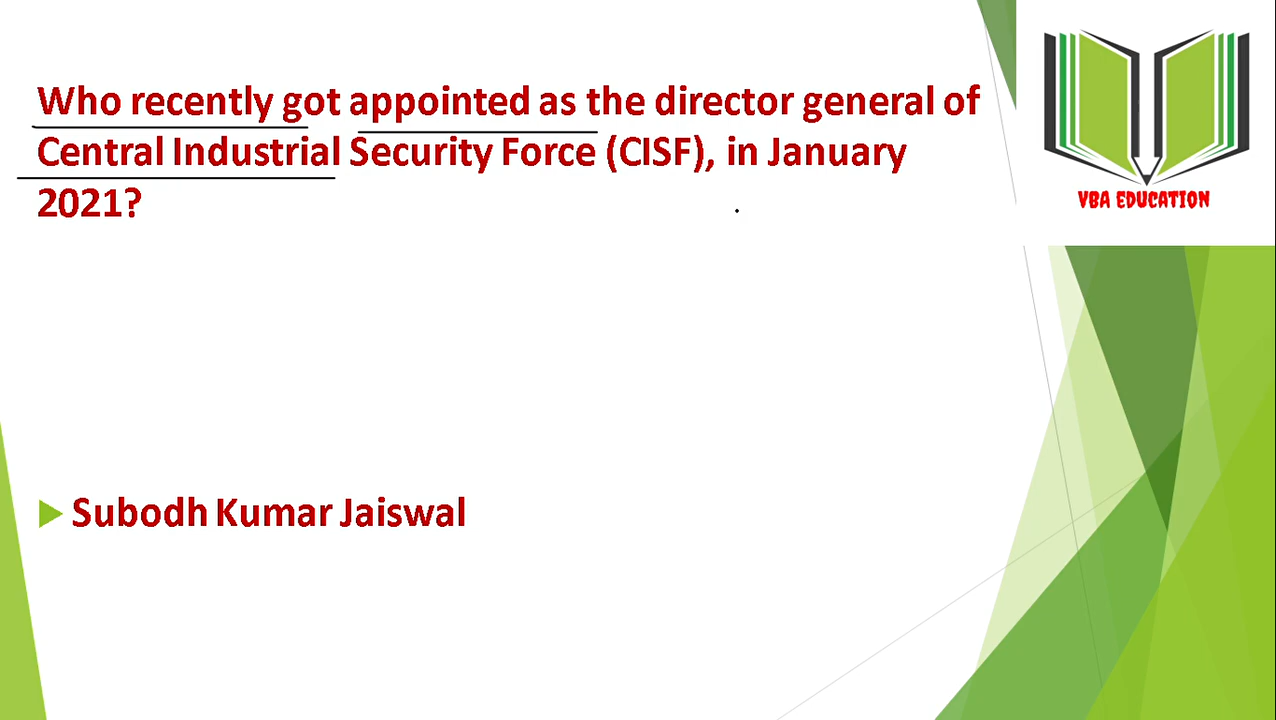 Who recently got appointed as the director general of
Central Industrial Security Force (CISF), in January
2021?
VBA EDUCATION
Subodh Kumar Jaiswal